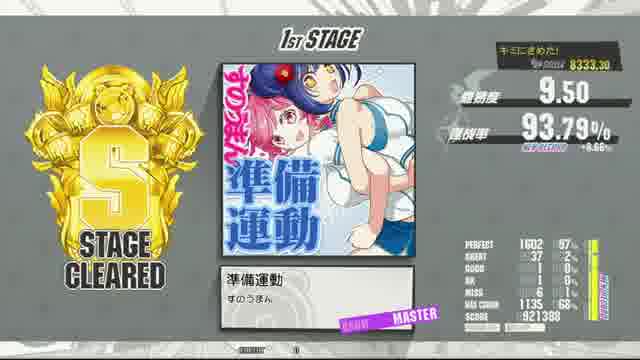 1ST STAGE
キミにきめた!
8333.30
難易度 9.50
達成率 93.79%
NEW RECORD +8.66%
S
STAGE
CLEARED
すのうまん
準備
運動
準備運動
すのうまん
MASTER
PERFECT 1602 97%
GREAT 37 2%
GOOD 1 0%
OK 1 0%
MISS 6 1%
MAX COMBO 1135 68%
SCORE 921388